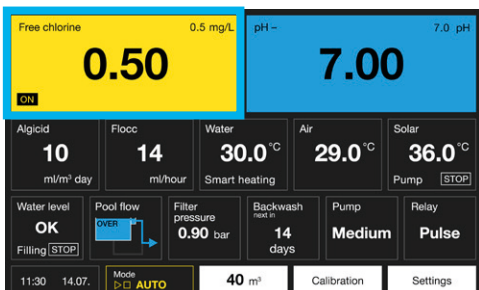 Free chlorine 0.5 mg/L
0.50
ON
pH – 7.0 pH
7.00
Algicid
10
ml/m³ day
Flocc
14
ml/hour
Water
30.0°C
Smart heating
Air
29.0°C
Solar
36.0°C
Pump STOP
Water level
OK
Filling STOP
Pool flow
OVER
Filter
pressure
0.90 bar
Backwash
next in
14
days
Pump
Medium
Relay
Pulse
11:30 14.07.
Mode
AUTO
40 m³
Calibration
Settings